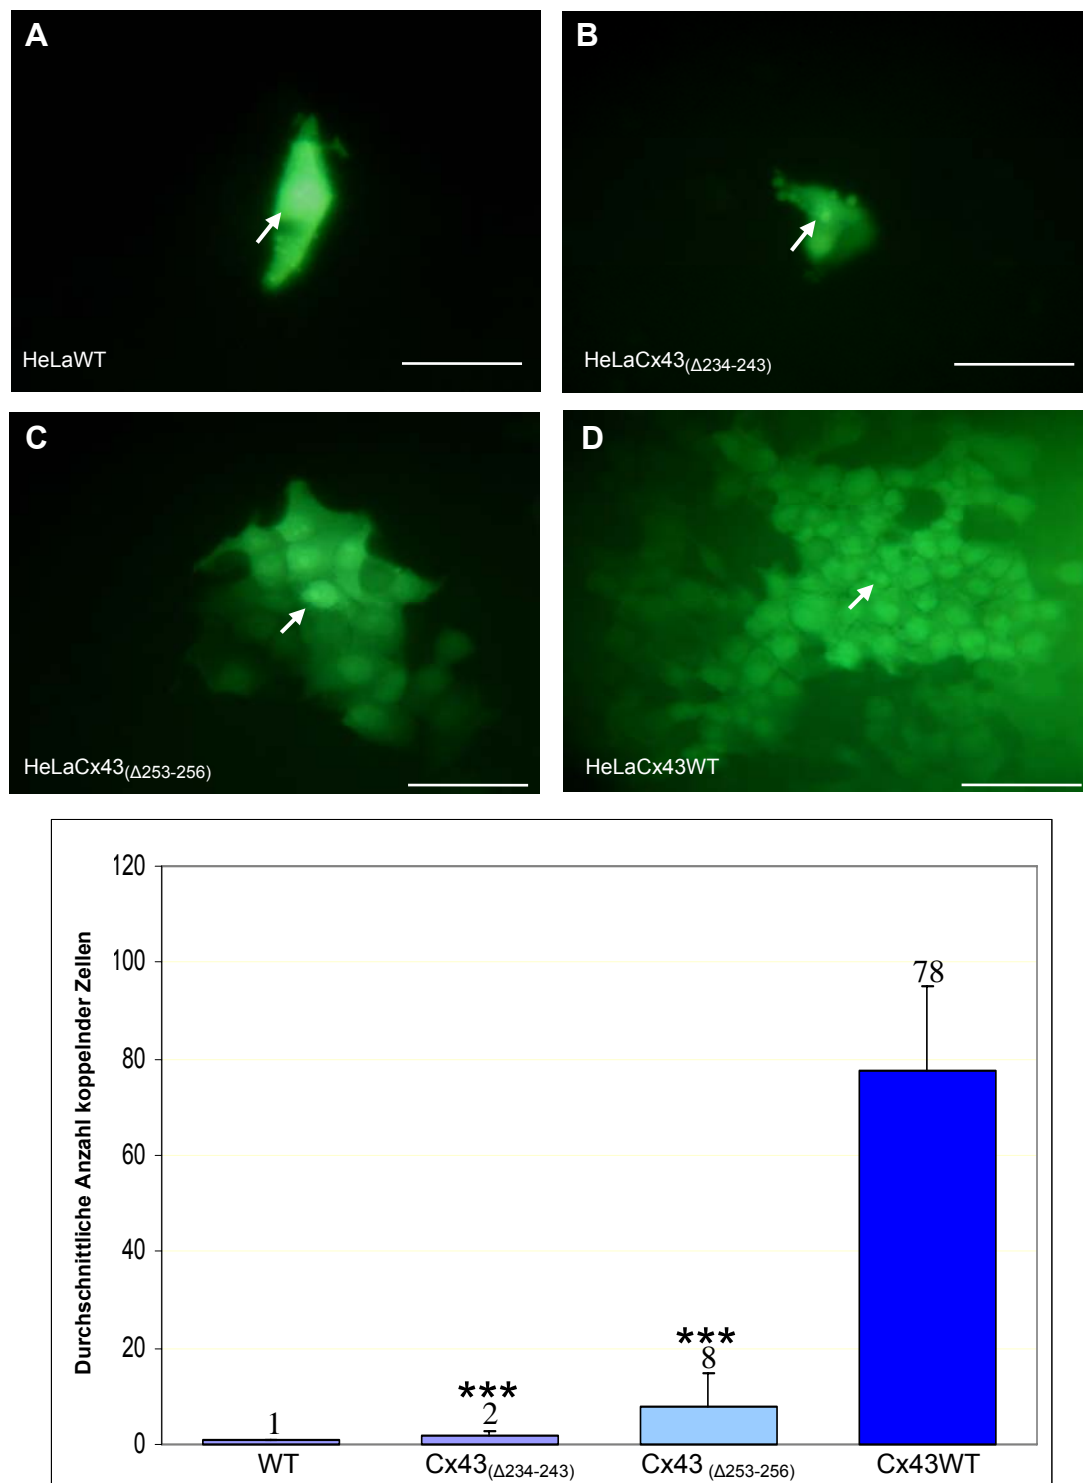 A
B
HeLaWT
HeLaCx43(Δ234-243)
C
D
HeLaCx43(Δ253-256)
HeLaCx43WT
Durchschnittliche Anzahl koppelnder Zellen
120
100
80
60
40
20
0
1
***
2
***
8
78
WT
Cx43(Δ234-243)
Cx43 (Δ253-256)
Cx43WT